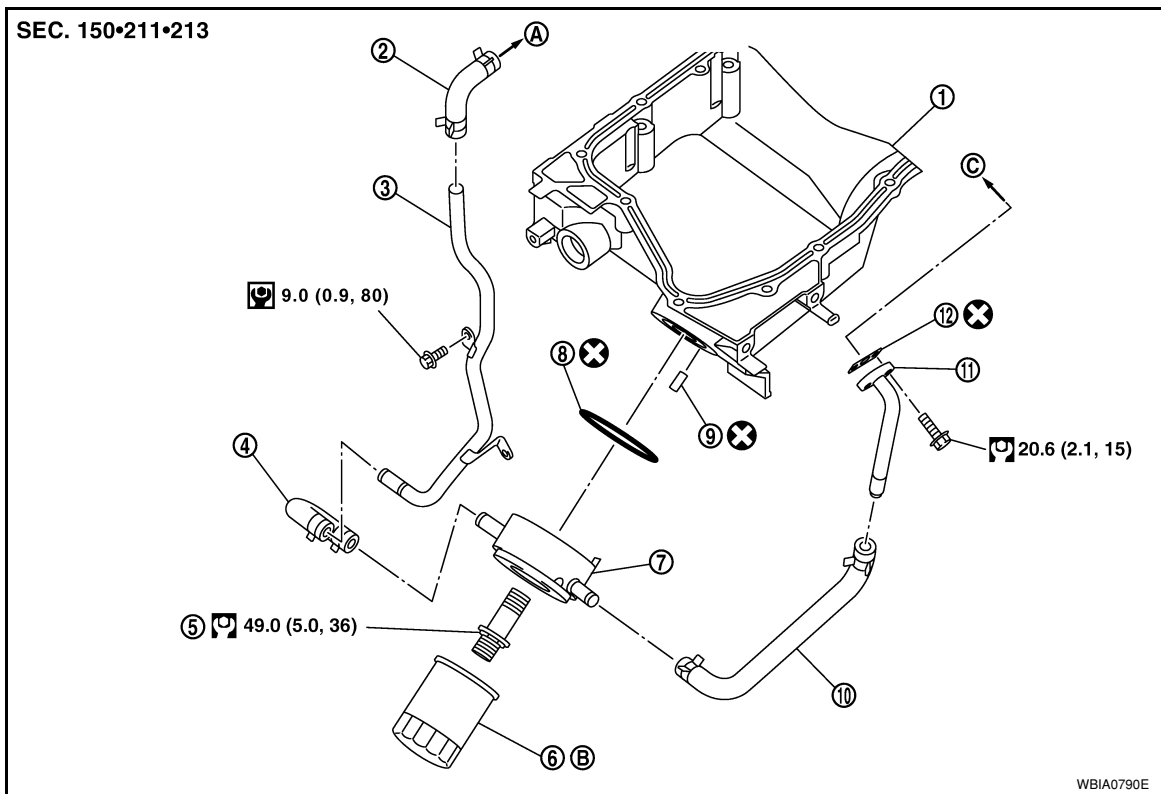 SEC. 150•211•213
② A
① 
③ C
9.0 (0.9, 80)
⑫
⑧ ⑪
⑨
④ 20.6 (2.1, 15)
⑦
⑤ 49.0 (5.0, 36)
⑩
⑥ B
WBIA0790E